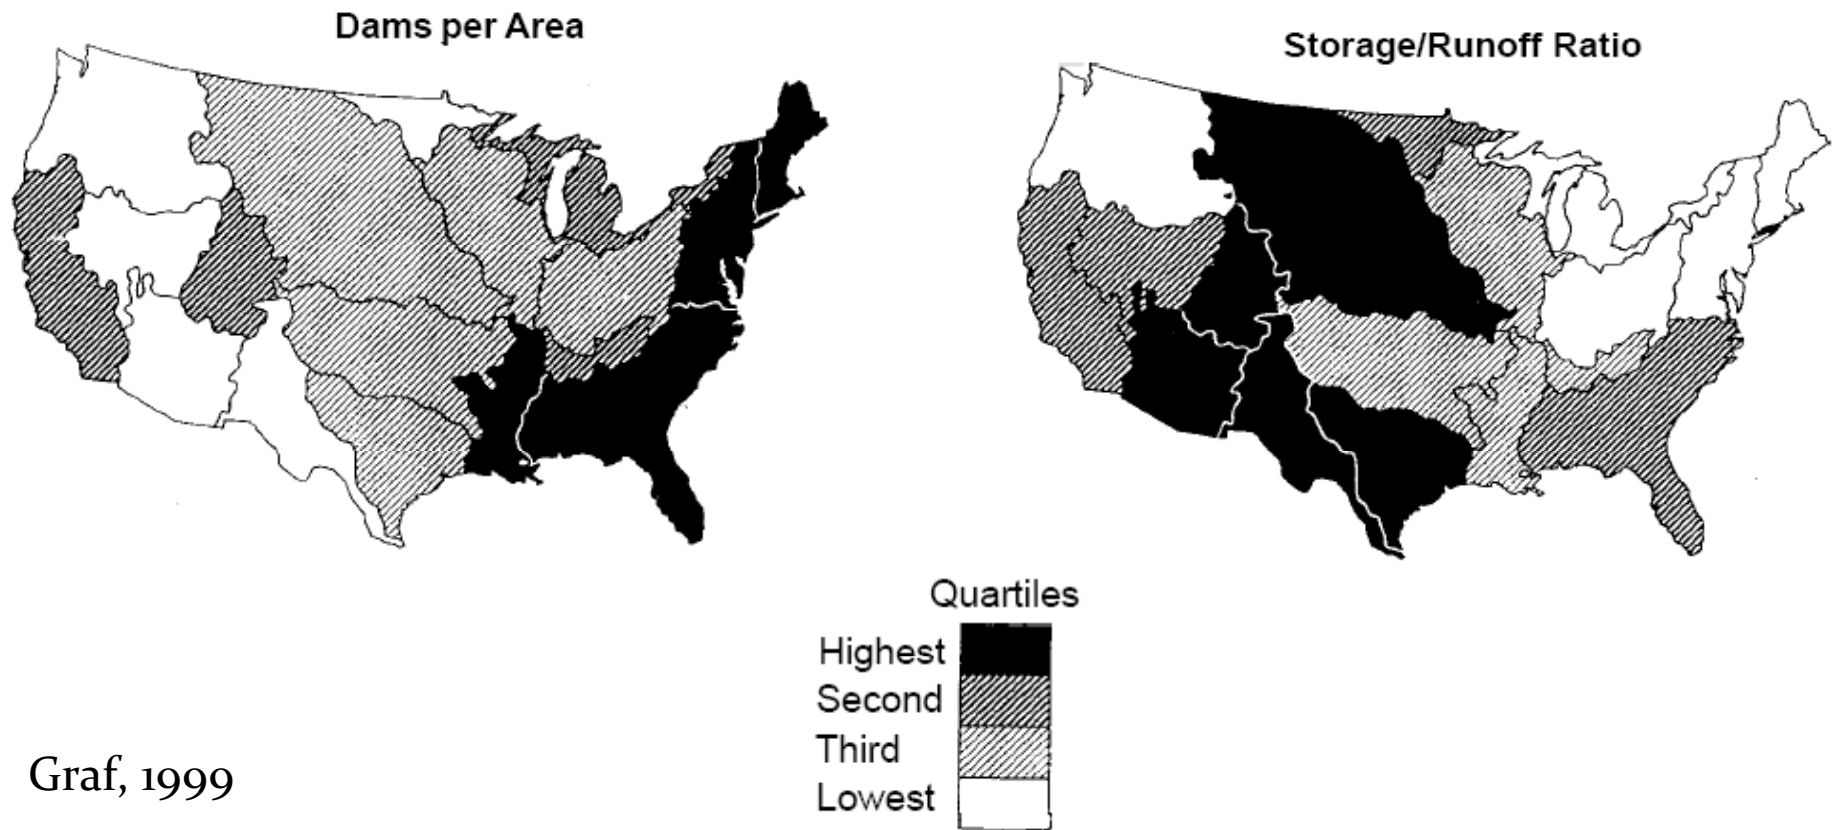 Dams per Area
Storage/Runoff Ratio
Quartiles
Highest
Second
Third
Lowest
Graf, 1999